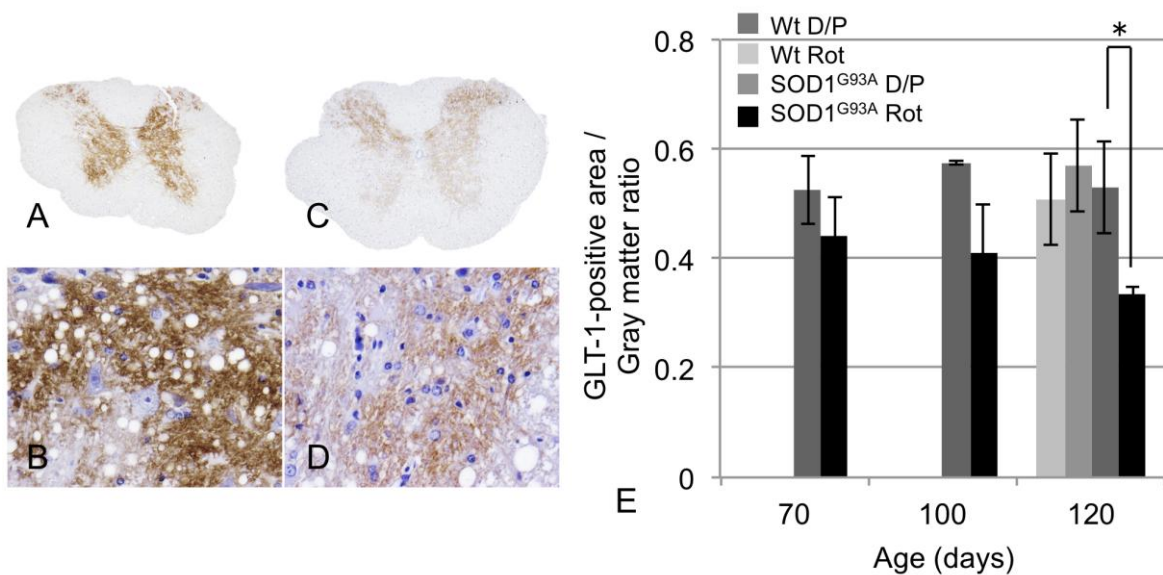 A
C
B
D
E
Wt D/P
Wt Rot
SOD1G93A D/P
SOD1G93A Rot
*
GLT-1-positive area /
Gray matter ratio
0.8
0.6
0.4
0.2
0
70 100 120
Age (days)